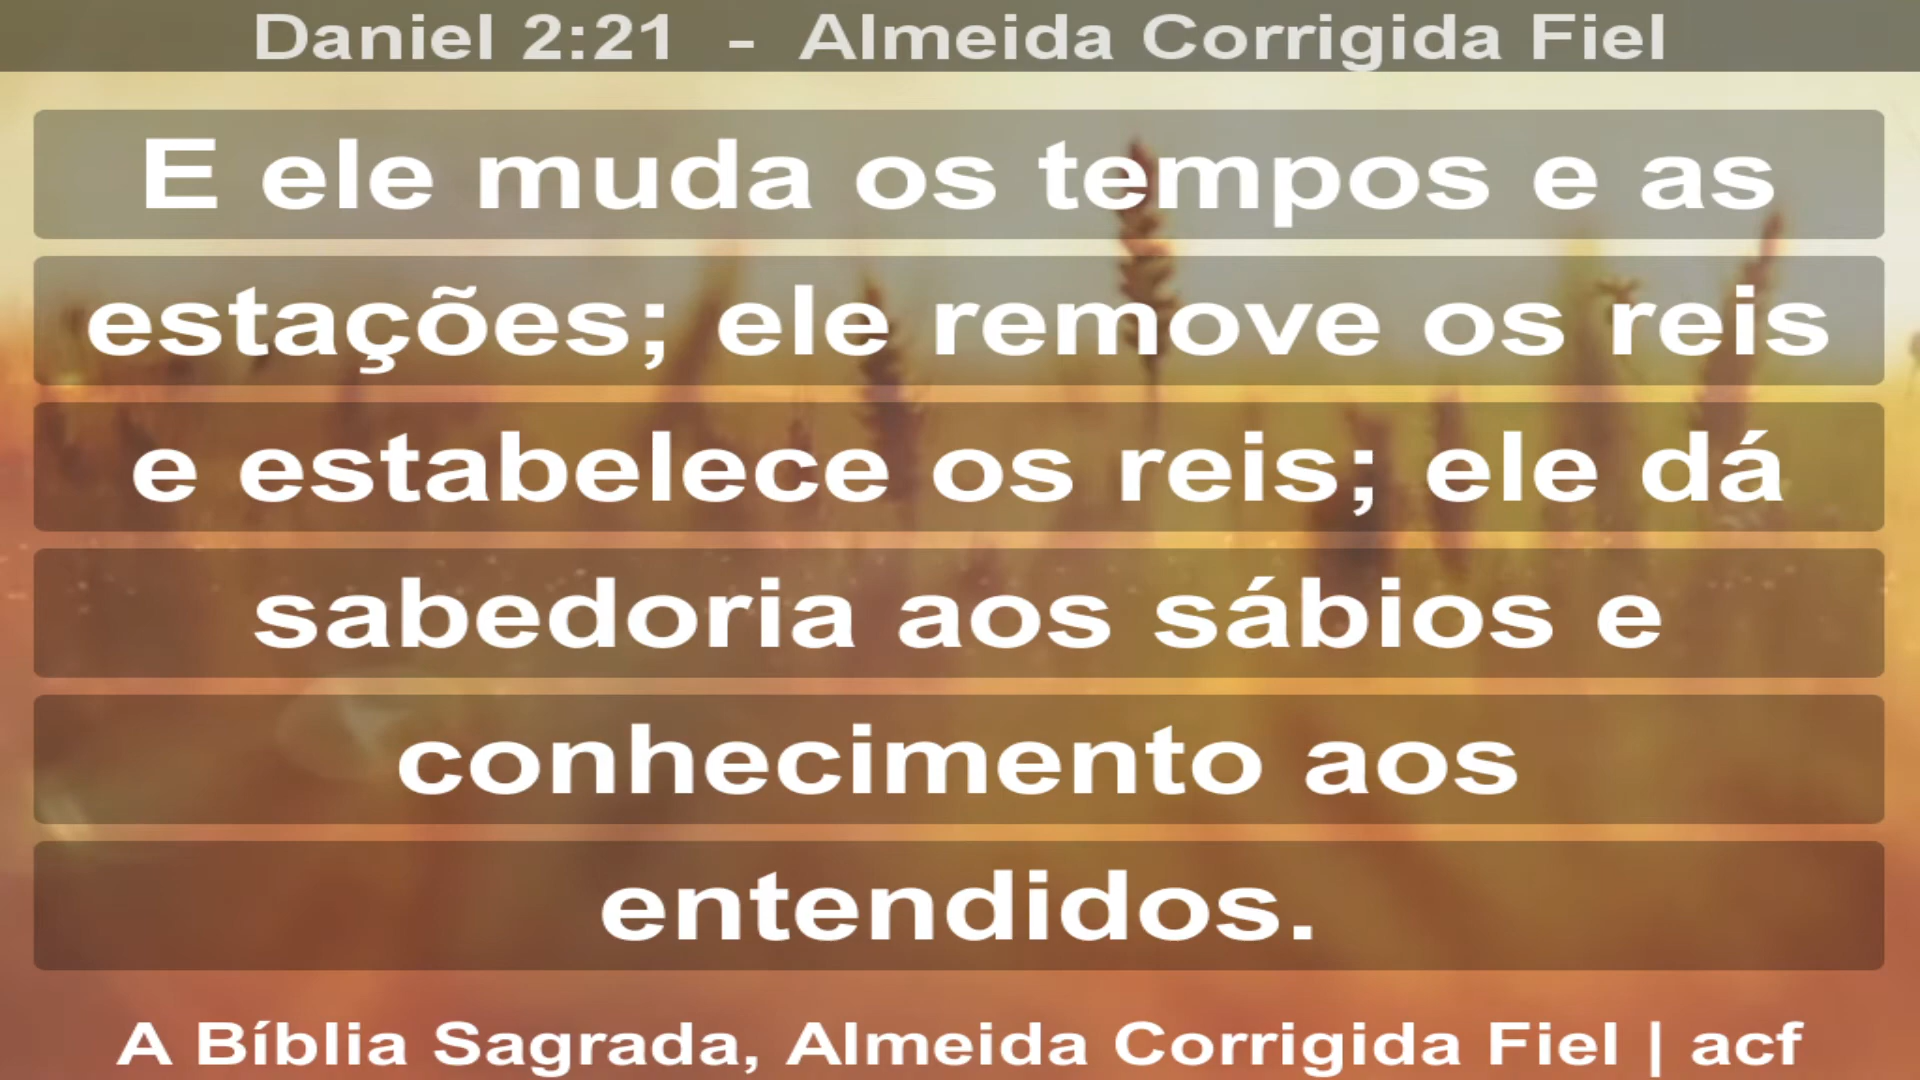 Daniel 2:21 - Almeida Corrigida Fiel
E ele muda os tempos e as
estações; ele remove os reis
e estabelece os reis; ele dá
sabedoria aos sábios e
conhecimento aos
entendidos.
A Bíblia Sagrada, Almeida Corrigida Fiel | acf